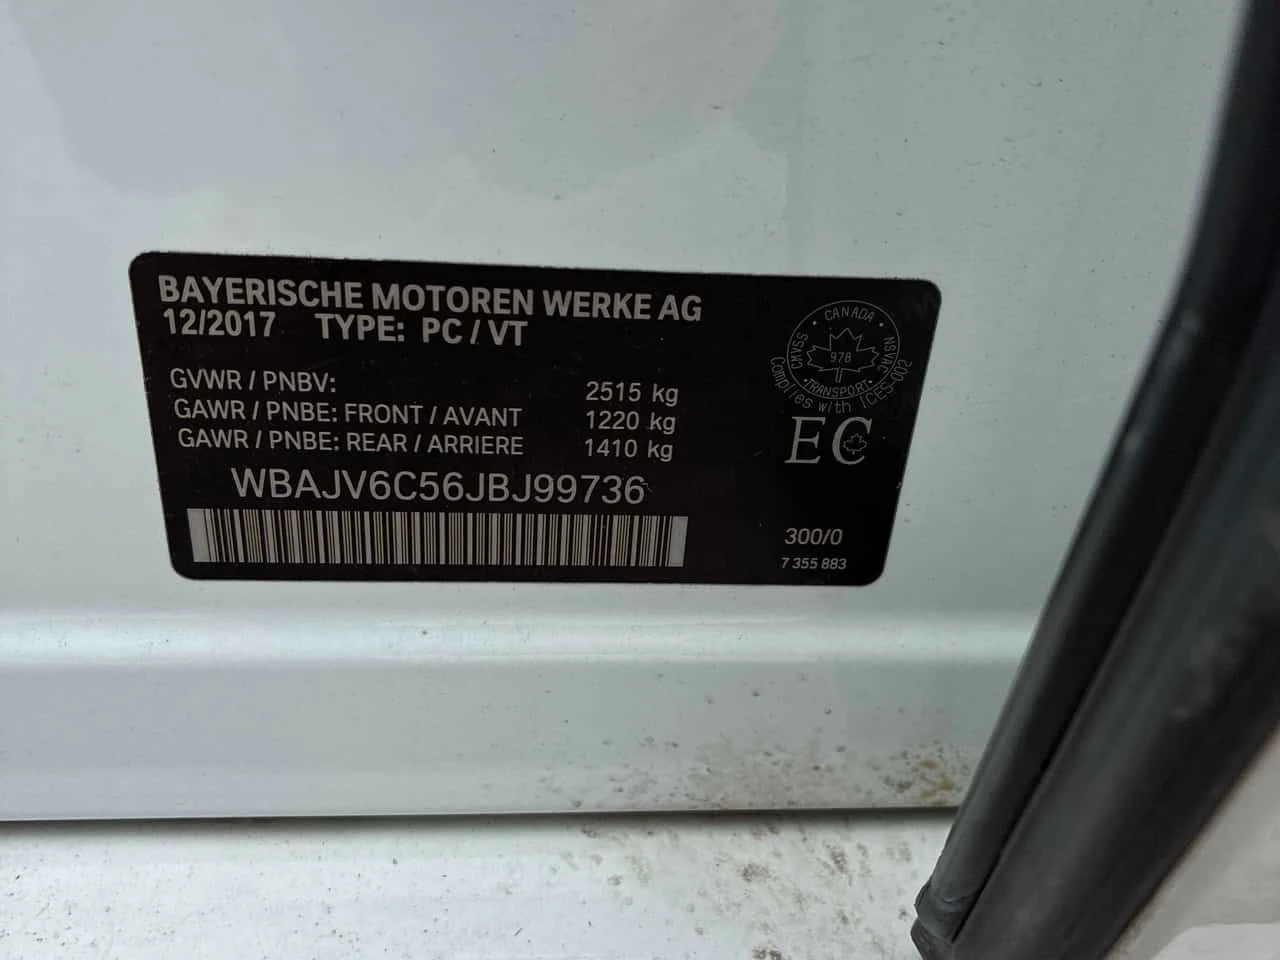 BAYERISCHE MOTOREN WERKE AG
12/2017 TYPE: PC / VT
GVWR / PNBV: 2515 kg
GAWR / PNBE: FRONT / AVANT 1220 kg
GAWR / PNBE: REAR / ARRIERE 1410 kg
WBAJV6C56JBJ99736
· CANADA ·
CMVSS
978
NSVAC
·TRANSPORT·
Complies with ICES-002
EC
300/0
7 355 883